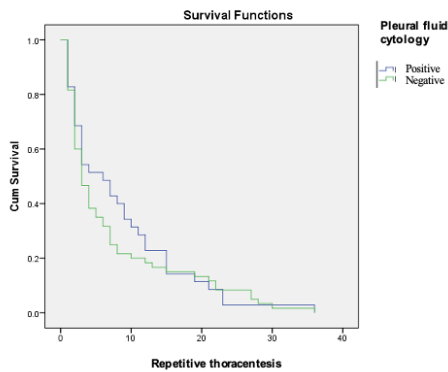 Survival Functions
Pleural fluid
cytology
Positive
Negative
Cum Survival
1.0
0.8
0.6
0.4
0.2
0.0
0
10
20
30
40
Repetitive thoracentesis